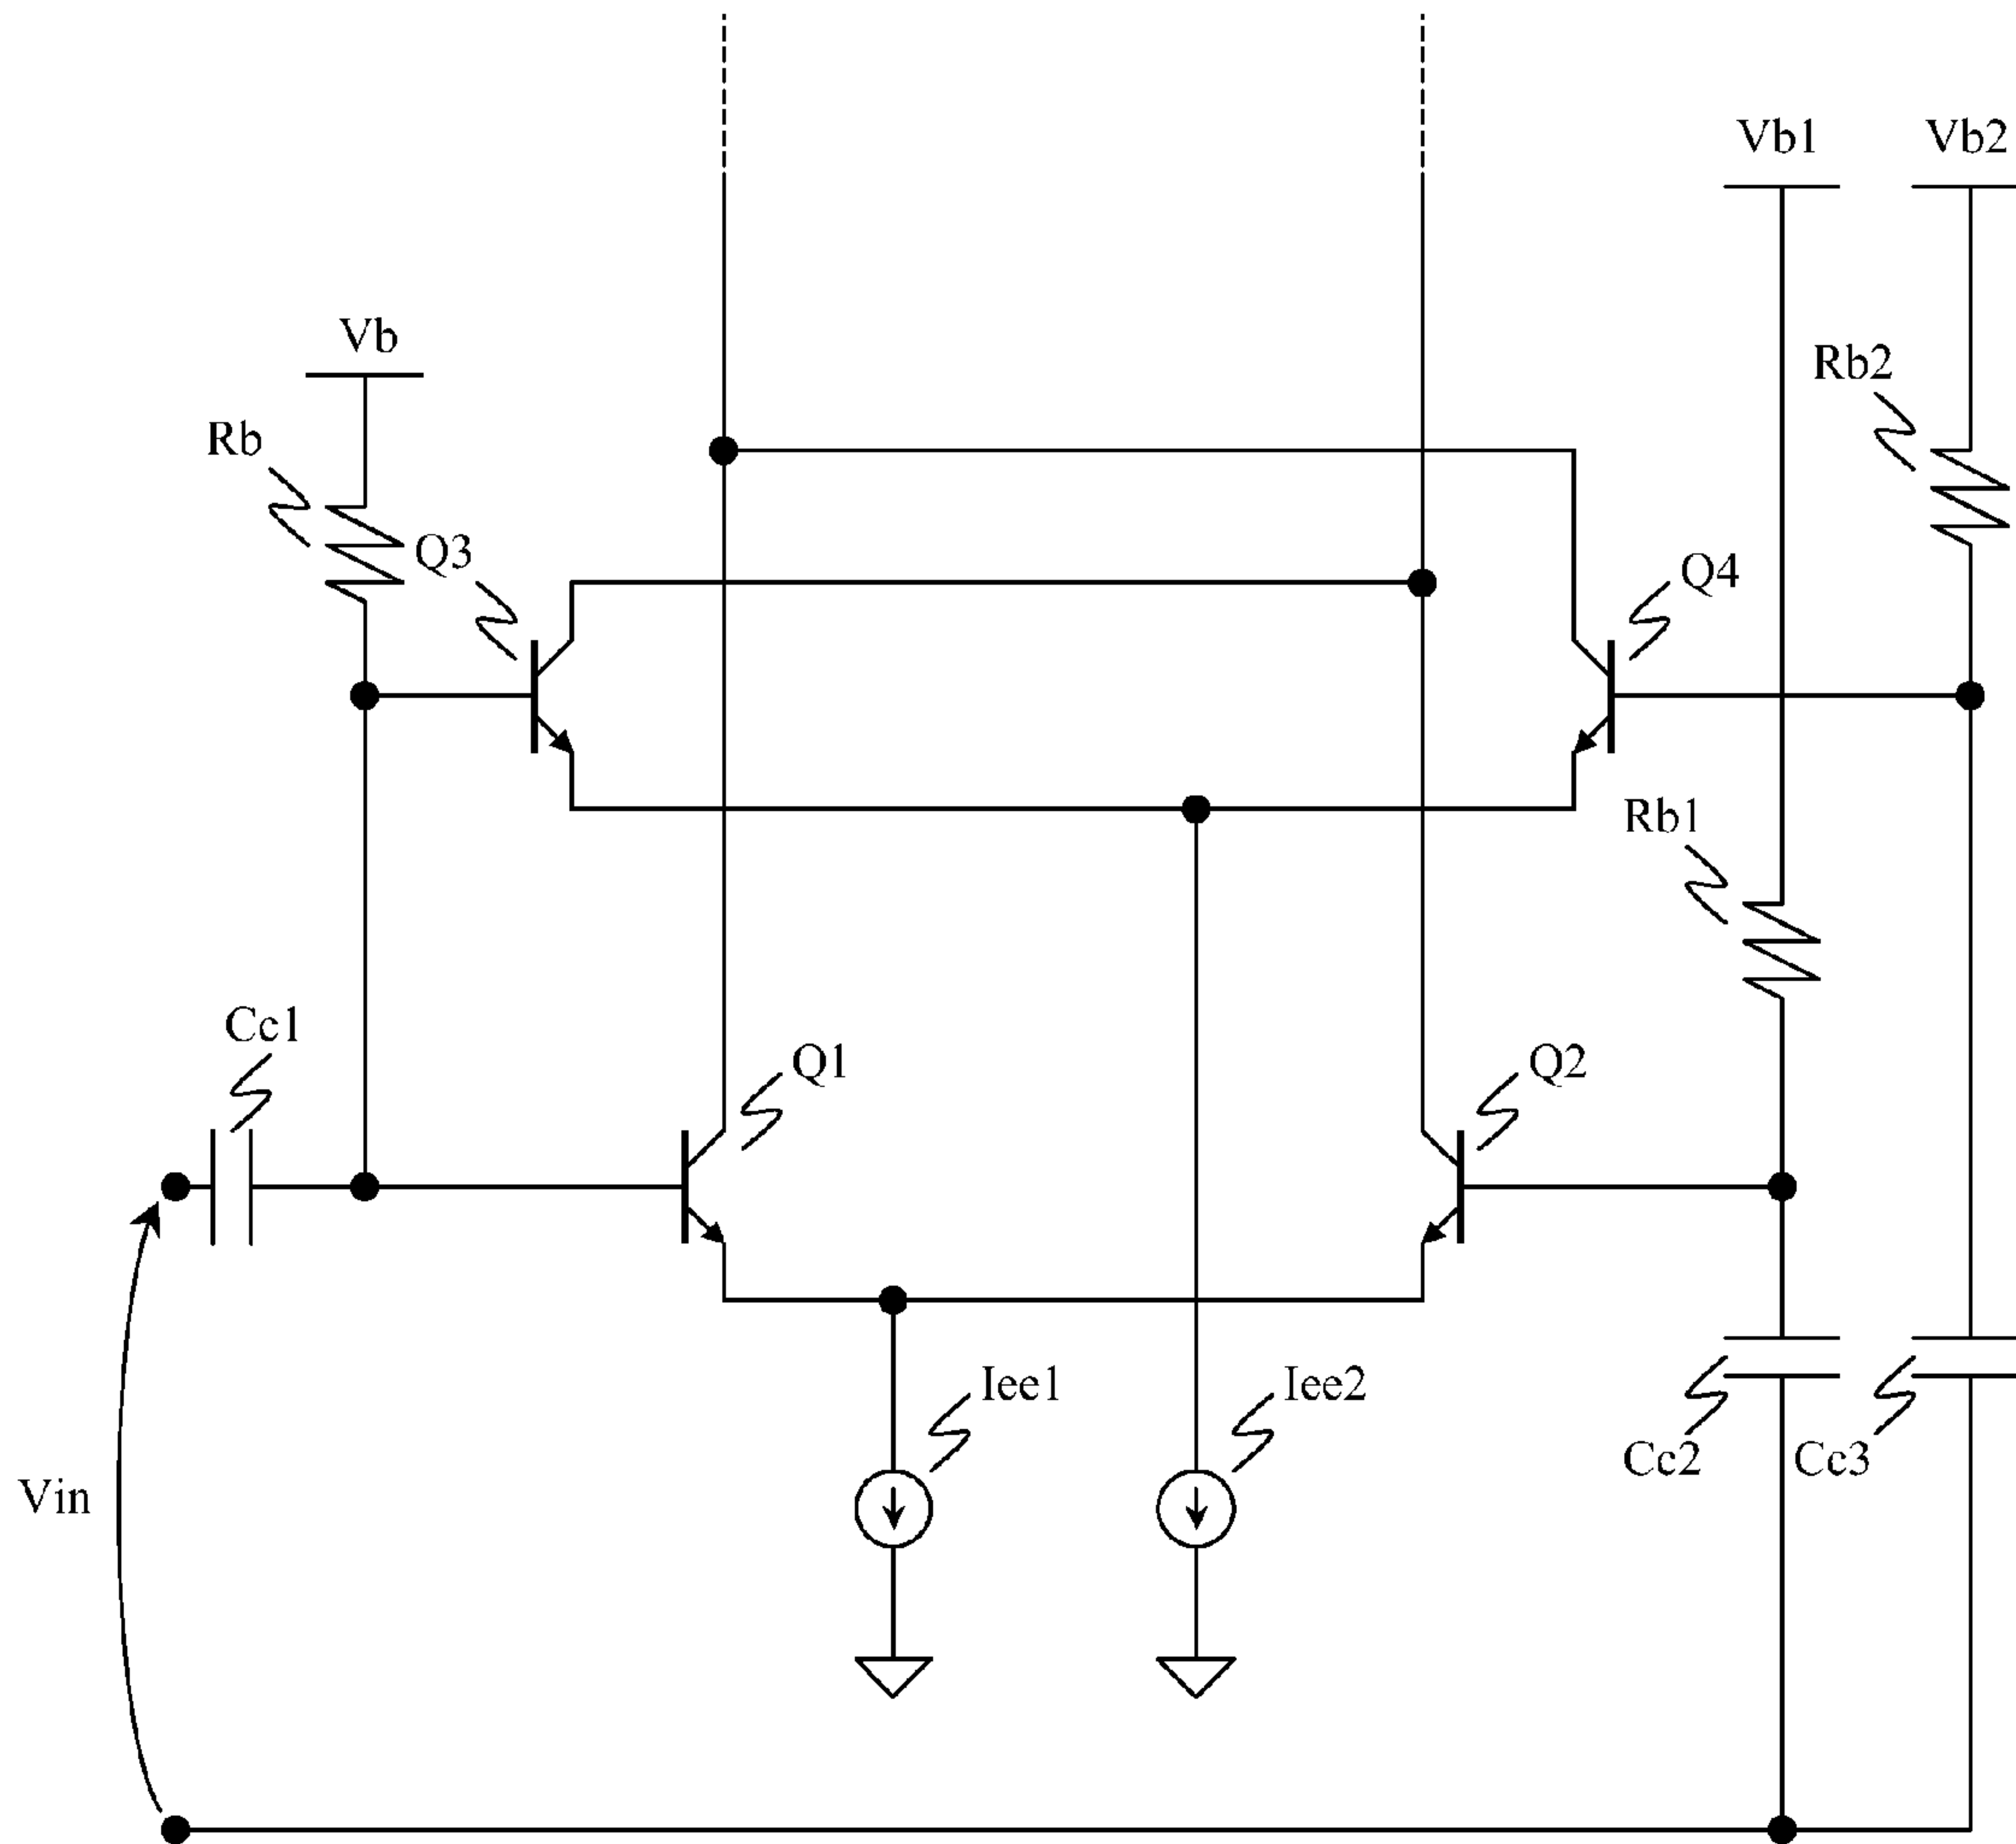 Vb1
Vb2
Vb
Rb2
Rb
Q3
Q4
Rb1
Cc1
Q1
Q2
Iee1
Iee2
Cc2
Cc3
Vin